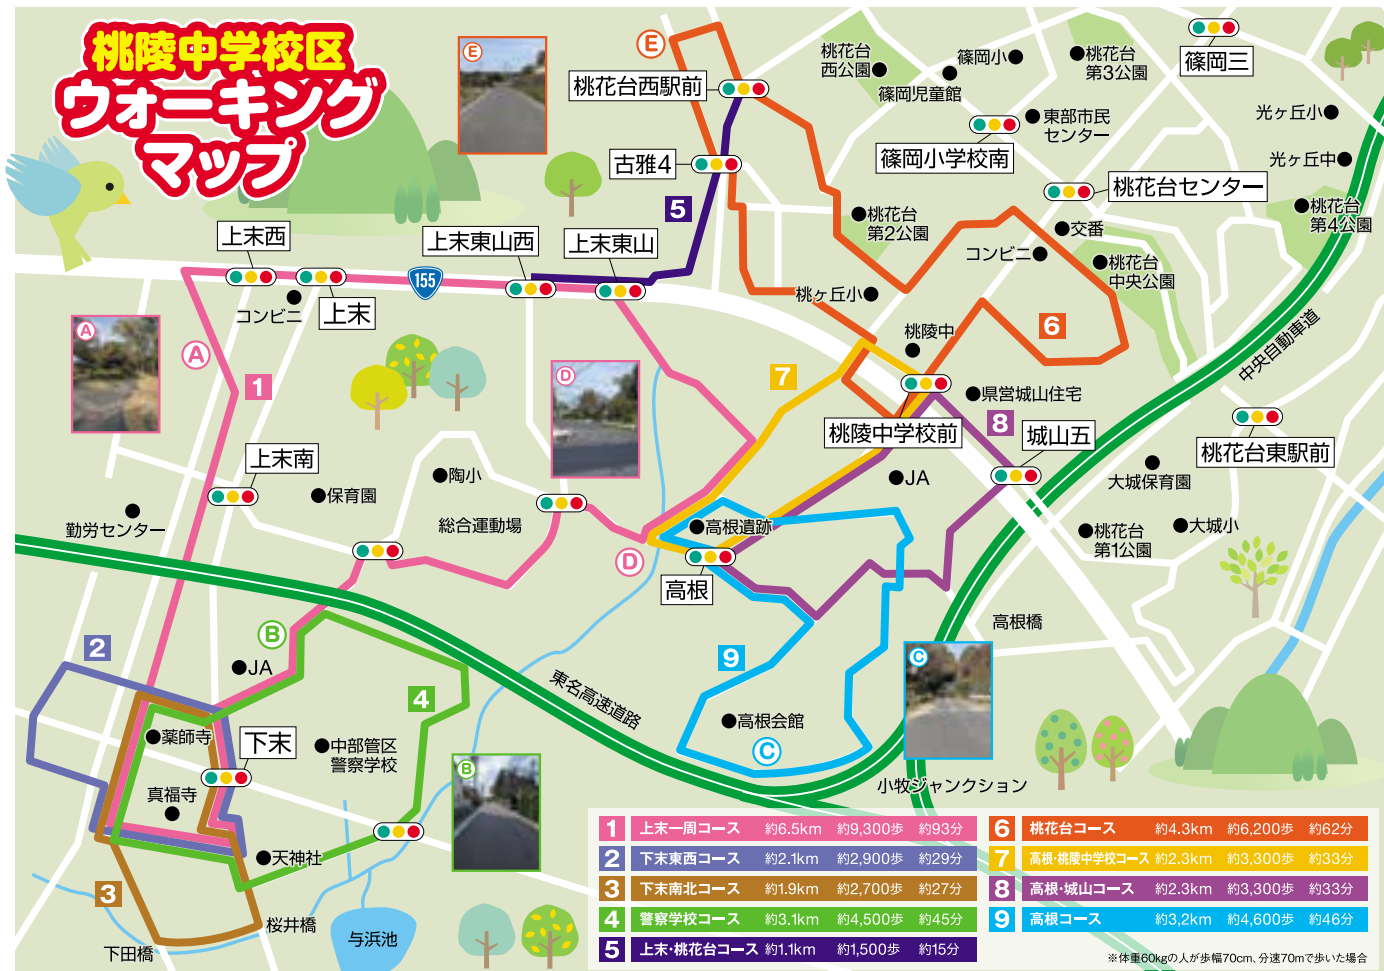 桃陵中学校区
ウォーキング
マップ
E
E
桃花台西駅前
古雅4
5
桃花台
西公園
篠岡小
篠岡児童館
桃花台
第3公園
篠岡三
東部市民
センター
篠岡小学校南
光ヶ丘小
光ヶ丘中
桃花台センター
桃花台
第4公園
桃花台
第2公園
交番
コンビニ
桃花台
中央公園
上末西
上末東山西
上末東山
155
コンビニ
上末
桃ヶ丘小
桃陵中
6
中央自動車道
A
A
1
D
7
県営城山住宅
8
桃陵中学校前
城山五
桃花台東駅前
上末南
保育園
陶小
総合運動場
JA
大城保育園
勤労センター
高根遺跡
桃花台
第1公園
大城小
D
高根
高根橋
B
2
JA
9
C
4
東名高速道路
高根会館
C
薬師寺
下末
中部管区
警察学校
B
小牧ジャンクション
真福寺
天神社
3
桜井橋
下田橋
与浜池
1 上末一周コース 約6.5km 約9,300歩 約93分
2 下末東西コース 約2.1km 約2,900歩 約29分
3 下末南北コース 約1.9km 約2,700歩 約27分
4 警察学校コース 約3.1km 約4,500歩 約45分
5 上末・桃花台コース 約1.1km 約1,500歩 約15分
6 桃花台コース 約4.3km 約6,200歩 約62分
7 高根・桃陵中学校コース 約2.3km 約3,300歩 約33分
8 高根・城山コース 約2.3km 約3,300歩 約33分
9 高根コース 約3,2km 約4,600歩 約46分
※体重60kgの人が歩幅70cm、分速70mで歩いた場合